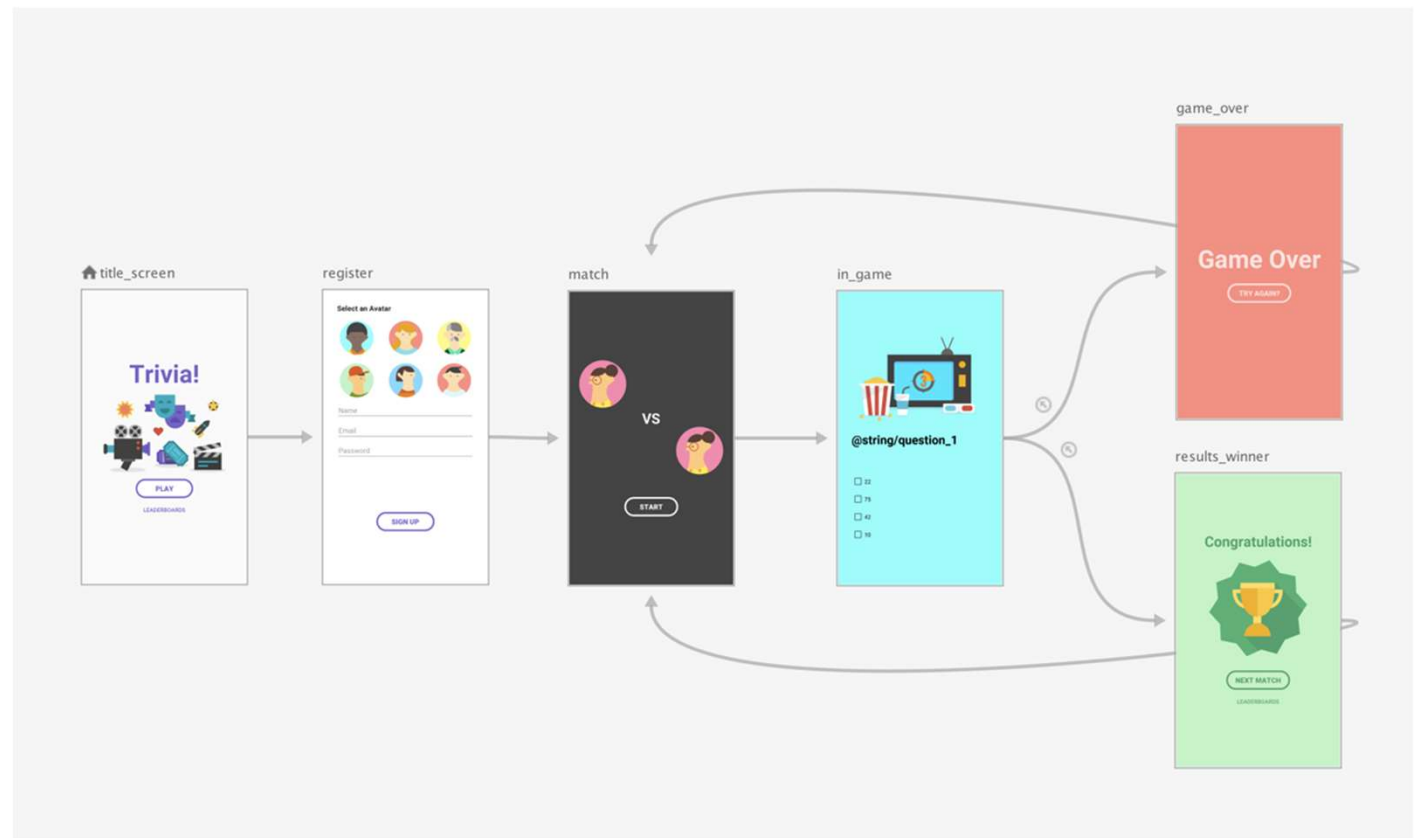 title_screen
Trivia!
PLAY
LEADERBOARDS
register
Select an Avatar
Name
Email
Password
SIGN UP
match
VS
START
in_game
3
@string/question_1
22
79
42
10
game_over
Game Over
TRY AGAIN?
results_winner
Congratulations!
NEXT MATCH
LEADERBOARDS